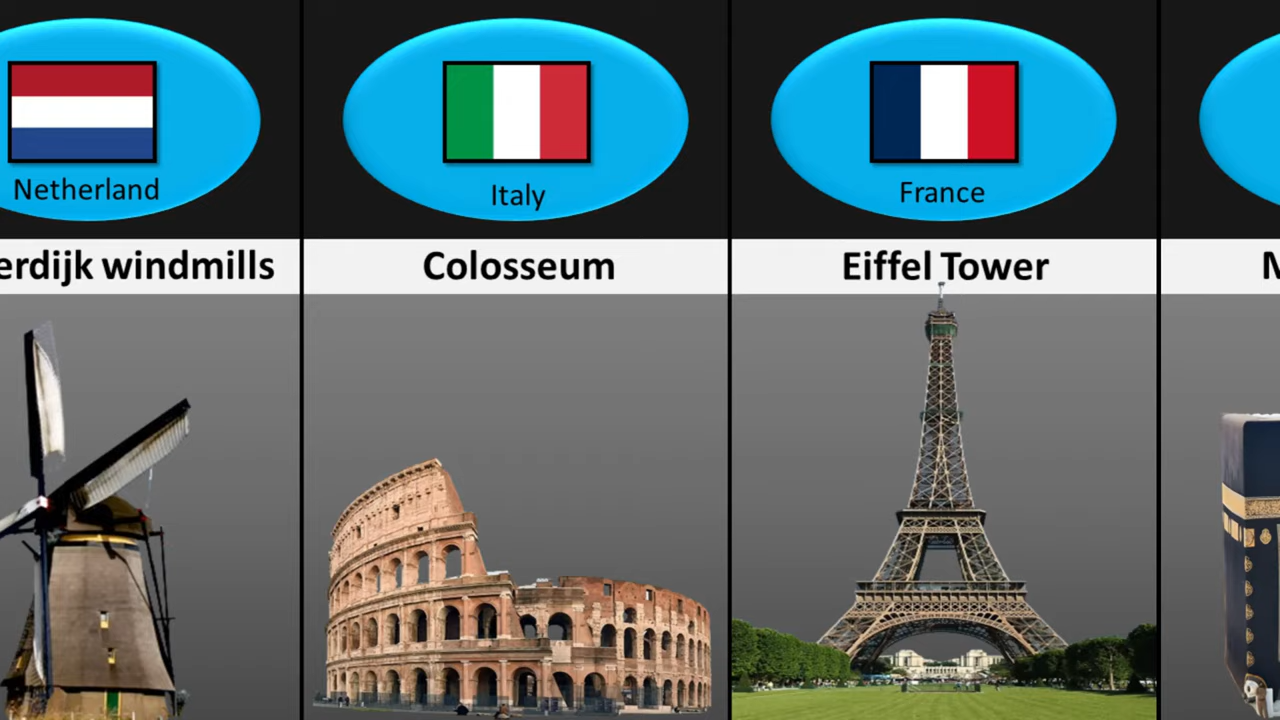 Netherland
Italy
France
erdijk windmills
Colosseum
Eiffel Tower